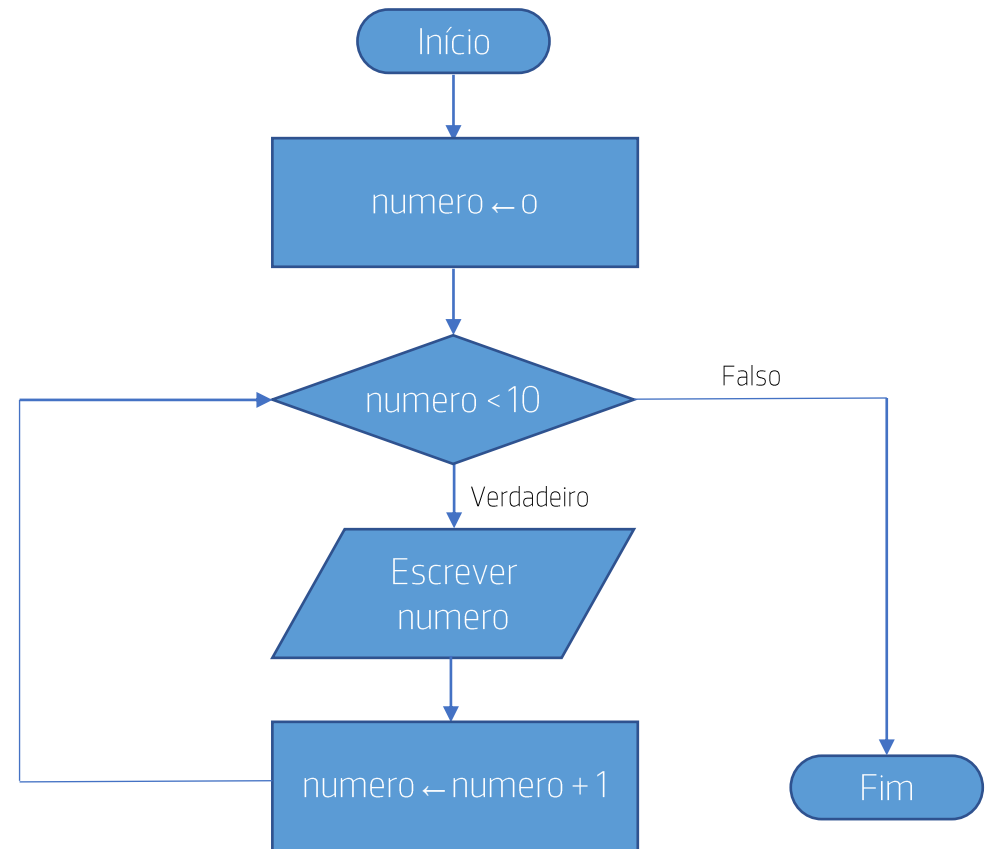 Início
numero ← o
numero < 10
Falso
Verdadeiro
Escrever
numero
numero ← numero + 1
Fim